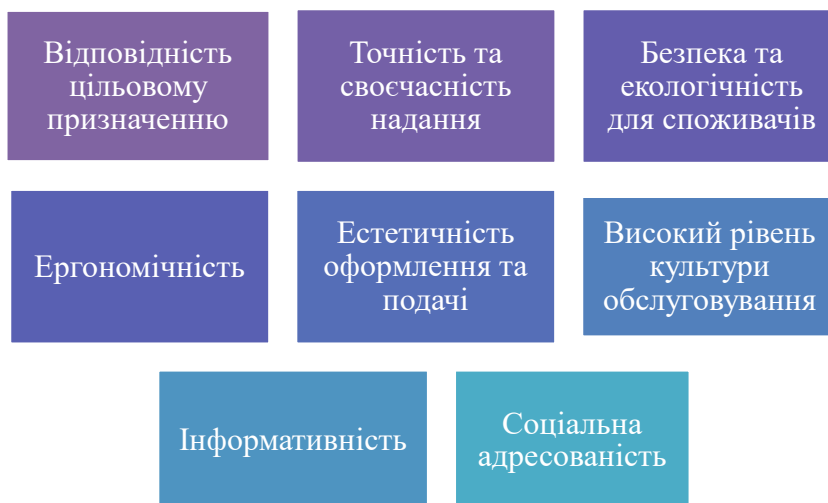 Відповідність
цільовому
призначенню
Точність та
своєчасність
надання
Безпека та
екологічність
для споживачів
Ергономічність
Естетичність
оформлення та
подачі
Високий рівень
культури
обслуговування
Інформативність
Соціальна
адресованість